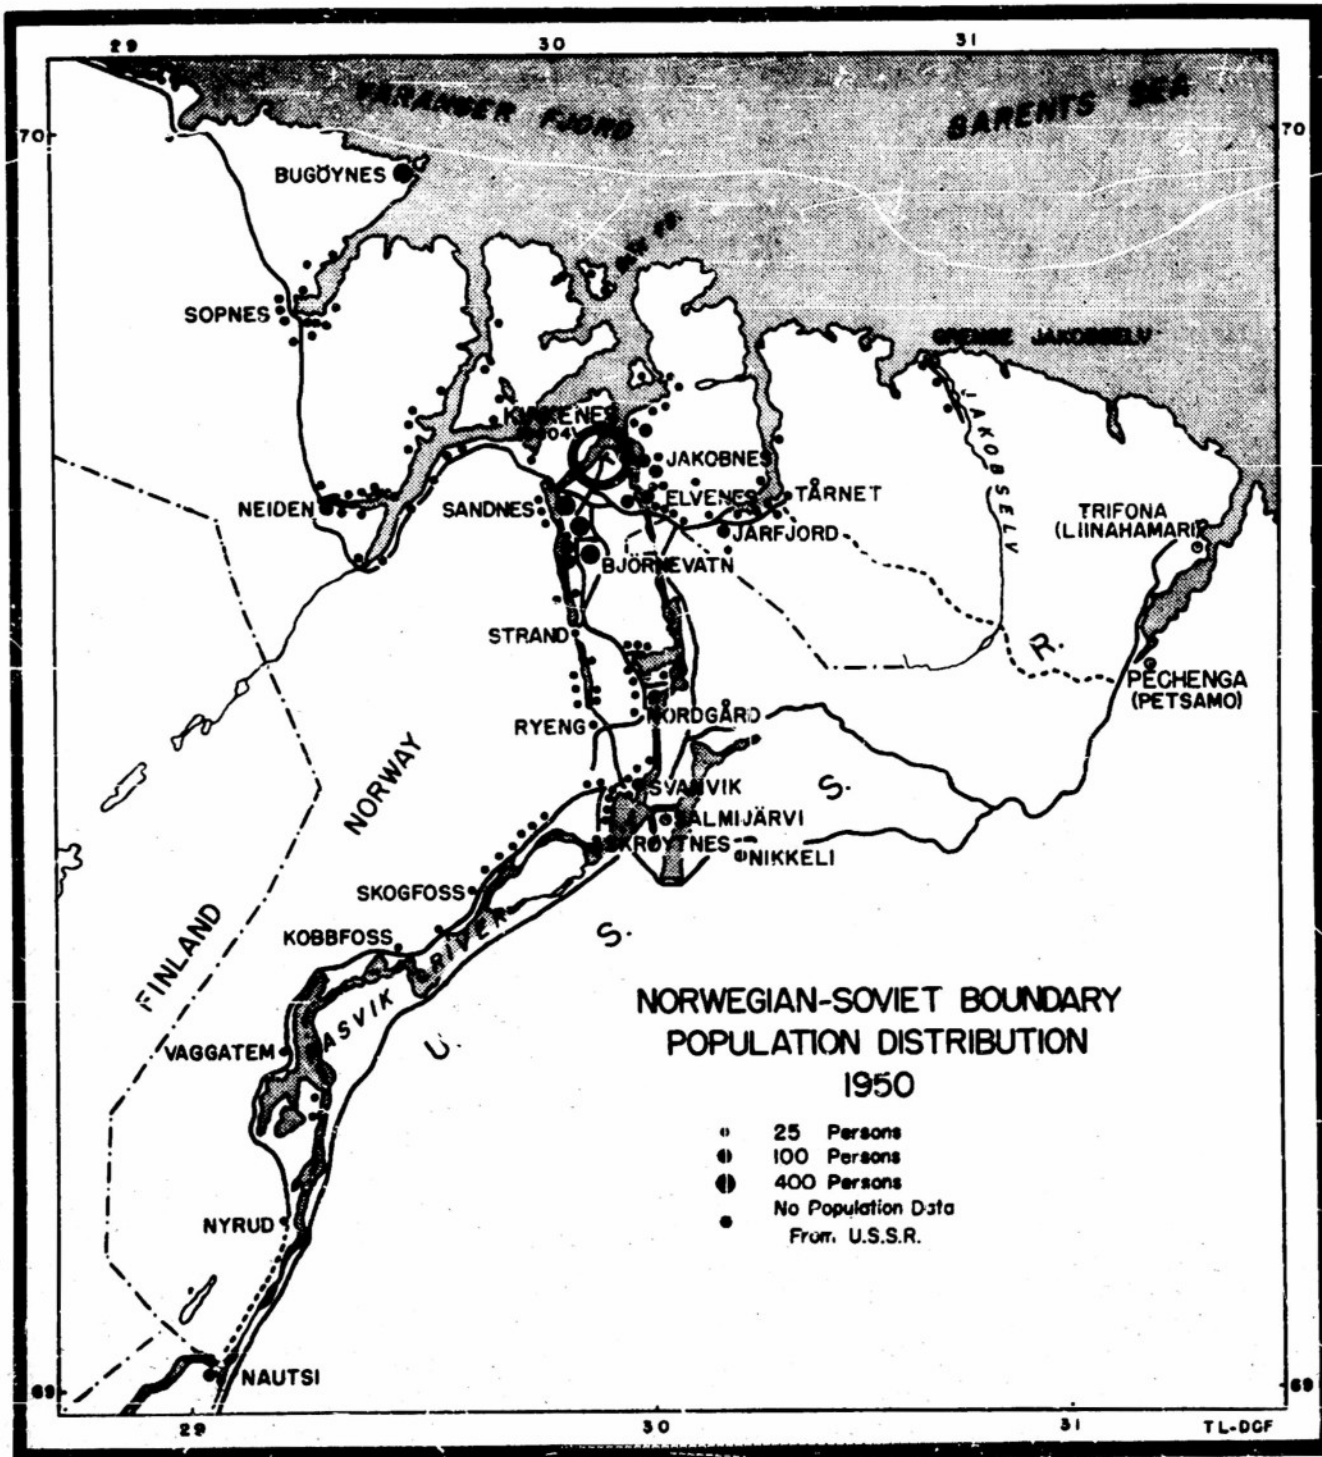 29 30 31
VARANGER FJORD
BARENTS SEA
70 70
BUGÖYNES
SOPNES
GRENSE JAKOBSELV
KIRKENES
JAKOBSELV
JAKOBNES
NEIDEN
SANDNES
ELVENES
TÅRNET
JARFJORD
TRIFONA
(LIINAHAMARI)
BJÖRNEVATN
STRAND
R.
PECHENGA
(PETSAMO)
RYENG
NORDGÅRD
NORWAY
SVANVIK
S.
SALMIJÄRVI
SKRØYTNES
NIKKELI
SKOGFOSS
FINLAND
KOBBFOSS
S.
ASVIK RIVER
U.
VAGGATEM
NORWEGIAN-SOVIET BOUNDARY
POPULATION DISTRIBUTION
1950
25 Persons
100 Persons
400 Persons
No Population Data
From U.S.S.R.
NYRUD
NAUTSI
69 69
29 30 31
TL-DGF